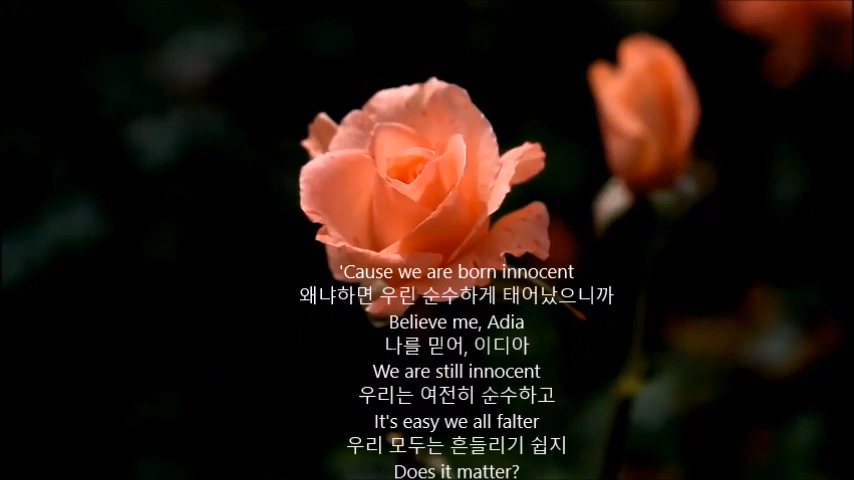 'Cause we are born innocent
왜냐하면 우린 순수하게 태어났으니까
Believe me, Adia
나를 믿어, 이디아
We are still innocent
우리는 여전히 순수하고
It's easy we all falter
우리 모두는 흔들리기 쉽지
Does it matter?